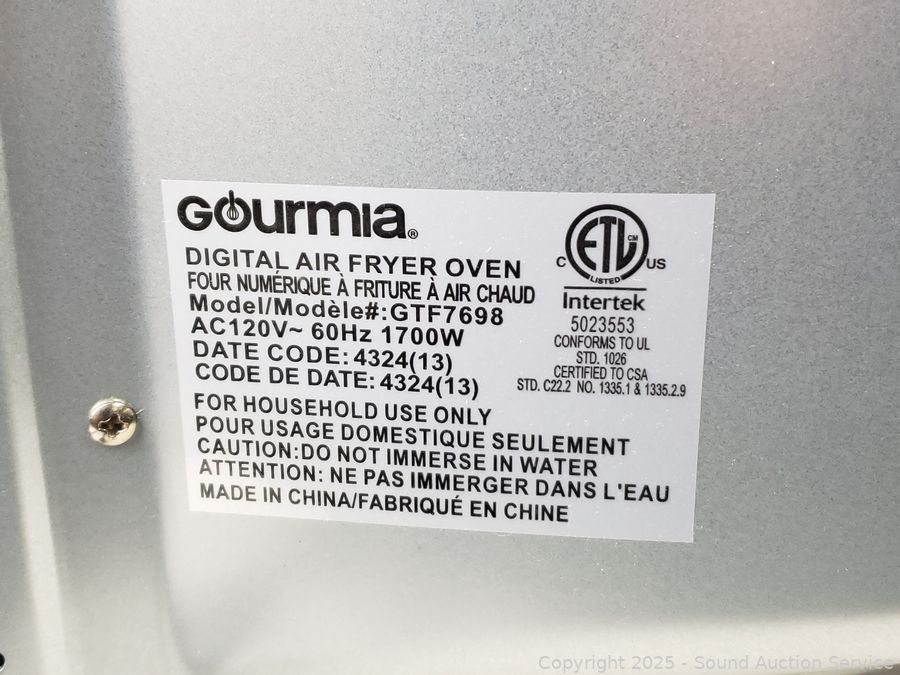 Gourmia®
DIGITAL AIR FRYER OVEN
FOUR NUMÉRIQUE À FRITURE À AIR CHAUD
Model/Modèle#:GTF7698
AC120V~ 60Hz 1700W
DATE CODE: 4324(13)
CODE DE DATE: 4324(13)
FOR HOUSEHOLD USE ONLY
POUR USAGE DOMESTIQUE SEULEMENT
CAUTION:DO NOT IMMERSE IN WATER
ATTENTION: NE PAS IMMERGER DANS L'EAU
MADE IN CHINA/FABRIQUÉ EN CHINE
ETL CM
C US
LISTED
Intertek
5023553
CONFORMS TO UL
STD. 1026
CERTIFIED TO CSA
STD. C22.2 NO. 1335.1 & 1335.2.9
Copyright © 2025 - Sound Auction Service